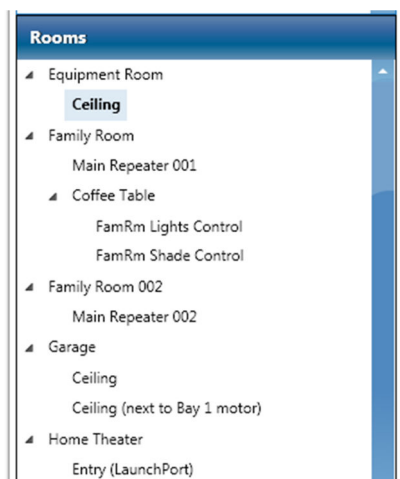 Rooms
Equipment Room
Ceiling
Family Room
Main Repeater 001
Coffee Table
FamRm Lights Control
FamRm Shade Control
Family Room 002
Main Repeater 002
Garage
Ceiling
Ceiling (next to Bay 1 motor)
Home Theater
Entry (LaunchPort)